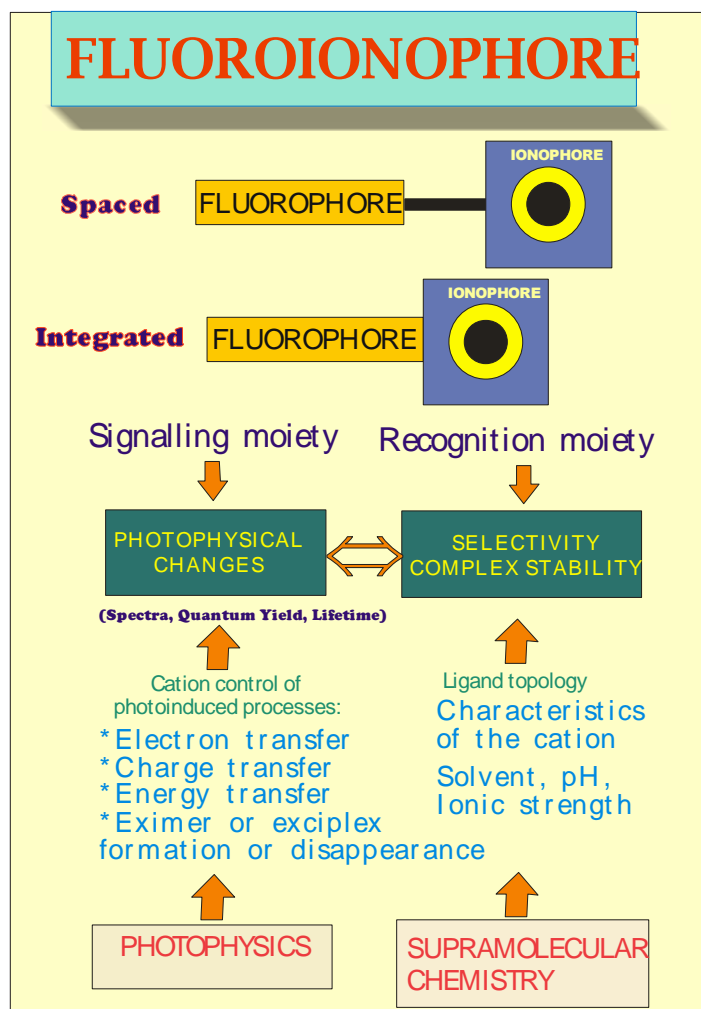 FLUOROIONOPHORE
IONOPHORE
Spaced
FLUOROPHORE
IONOPHORE
Integrated
FLUOROPHORE
Signalling moiety
Recognition moiety
PHOTOPHYSICAL
CHANGES
SELECTIVITY
COMPLEX STABILITY
(Spectra, Quantum Yield, Lifetime)
Cation control of
photoinduced processes:
*Electron transfer
*Charge transfer
*Energy transfer
*Eximer or exciplex
formation or disappearance
Ligand topology
Characteristics
of the cation
Solvent, pH,
Ionic strength
PHOTOPHYSICS
SUPRAMOLECULAR
CHEMISTRY